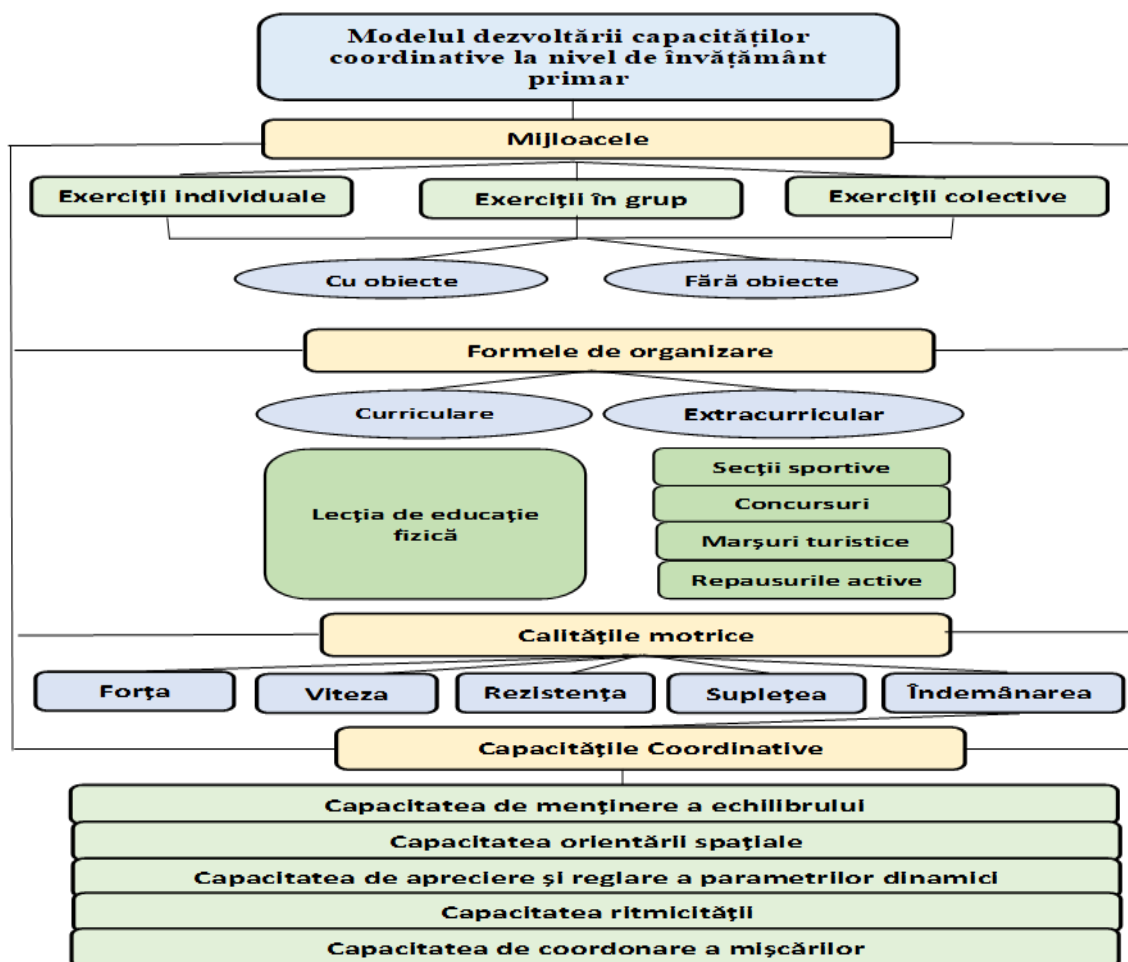 Modelul dezvoltării capacităților
coordinative la nivel de învățământ
primar
Mijloacele
Exerciţii individuale
Exerciţii în grup
Exerciţii colective
Cu obiecte
Fără obiecte
Formele de organizare
Curriculare
Extracurricular
Lecţia de educaţie
fizică
Secţii sportive
Concursuri
Marşuri turistice
Repausurile active
Calităţile motrice
Forţa
Viteza
Rezistenţa
Supleţea
Îndemânarea
Capacităţile Coordinative
Capacitatea de menţinere a echilibrului
Capacitatea orientării spaţiale
Capacitatea de apreciere şi reglare a parametrilor dinamici
Capacitatea ritmicităţii
Capacitatea de coordonare a mişcărilor